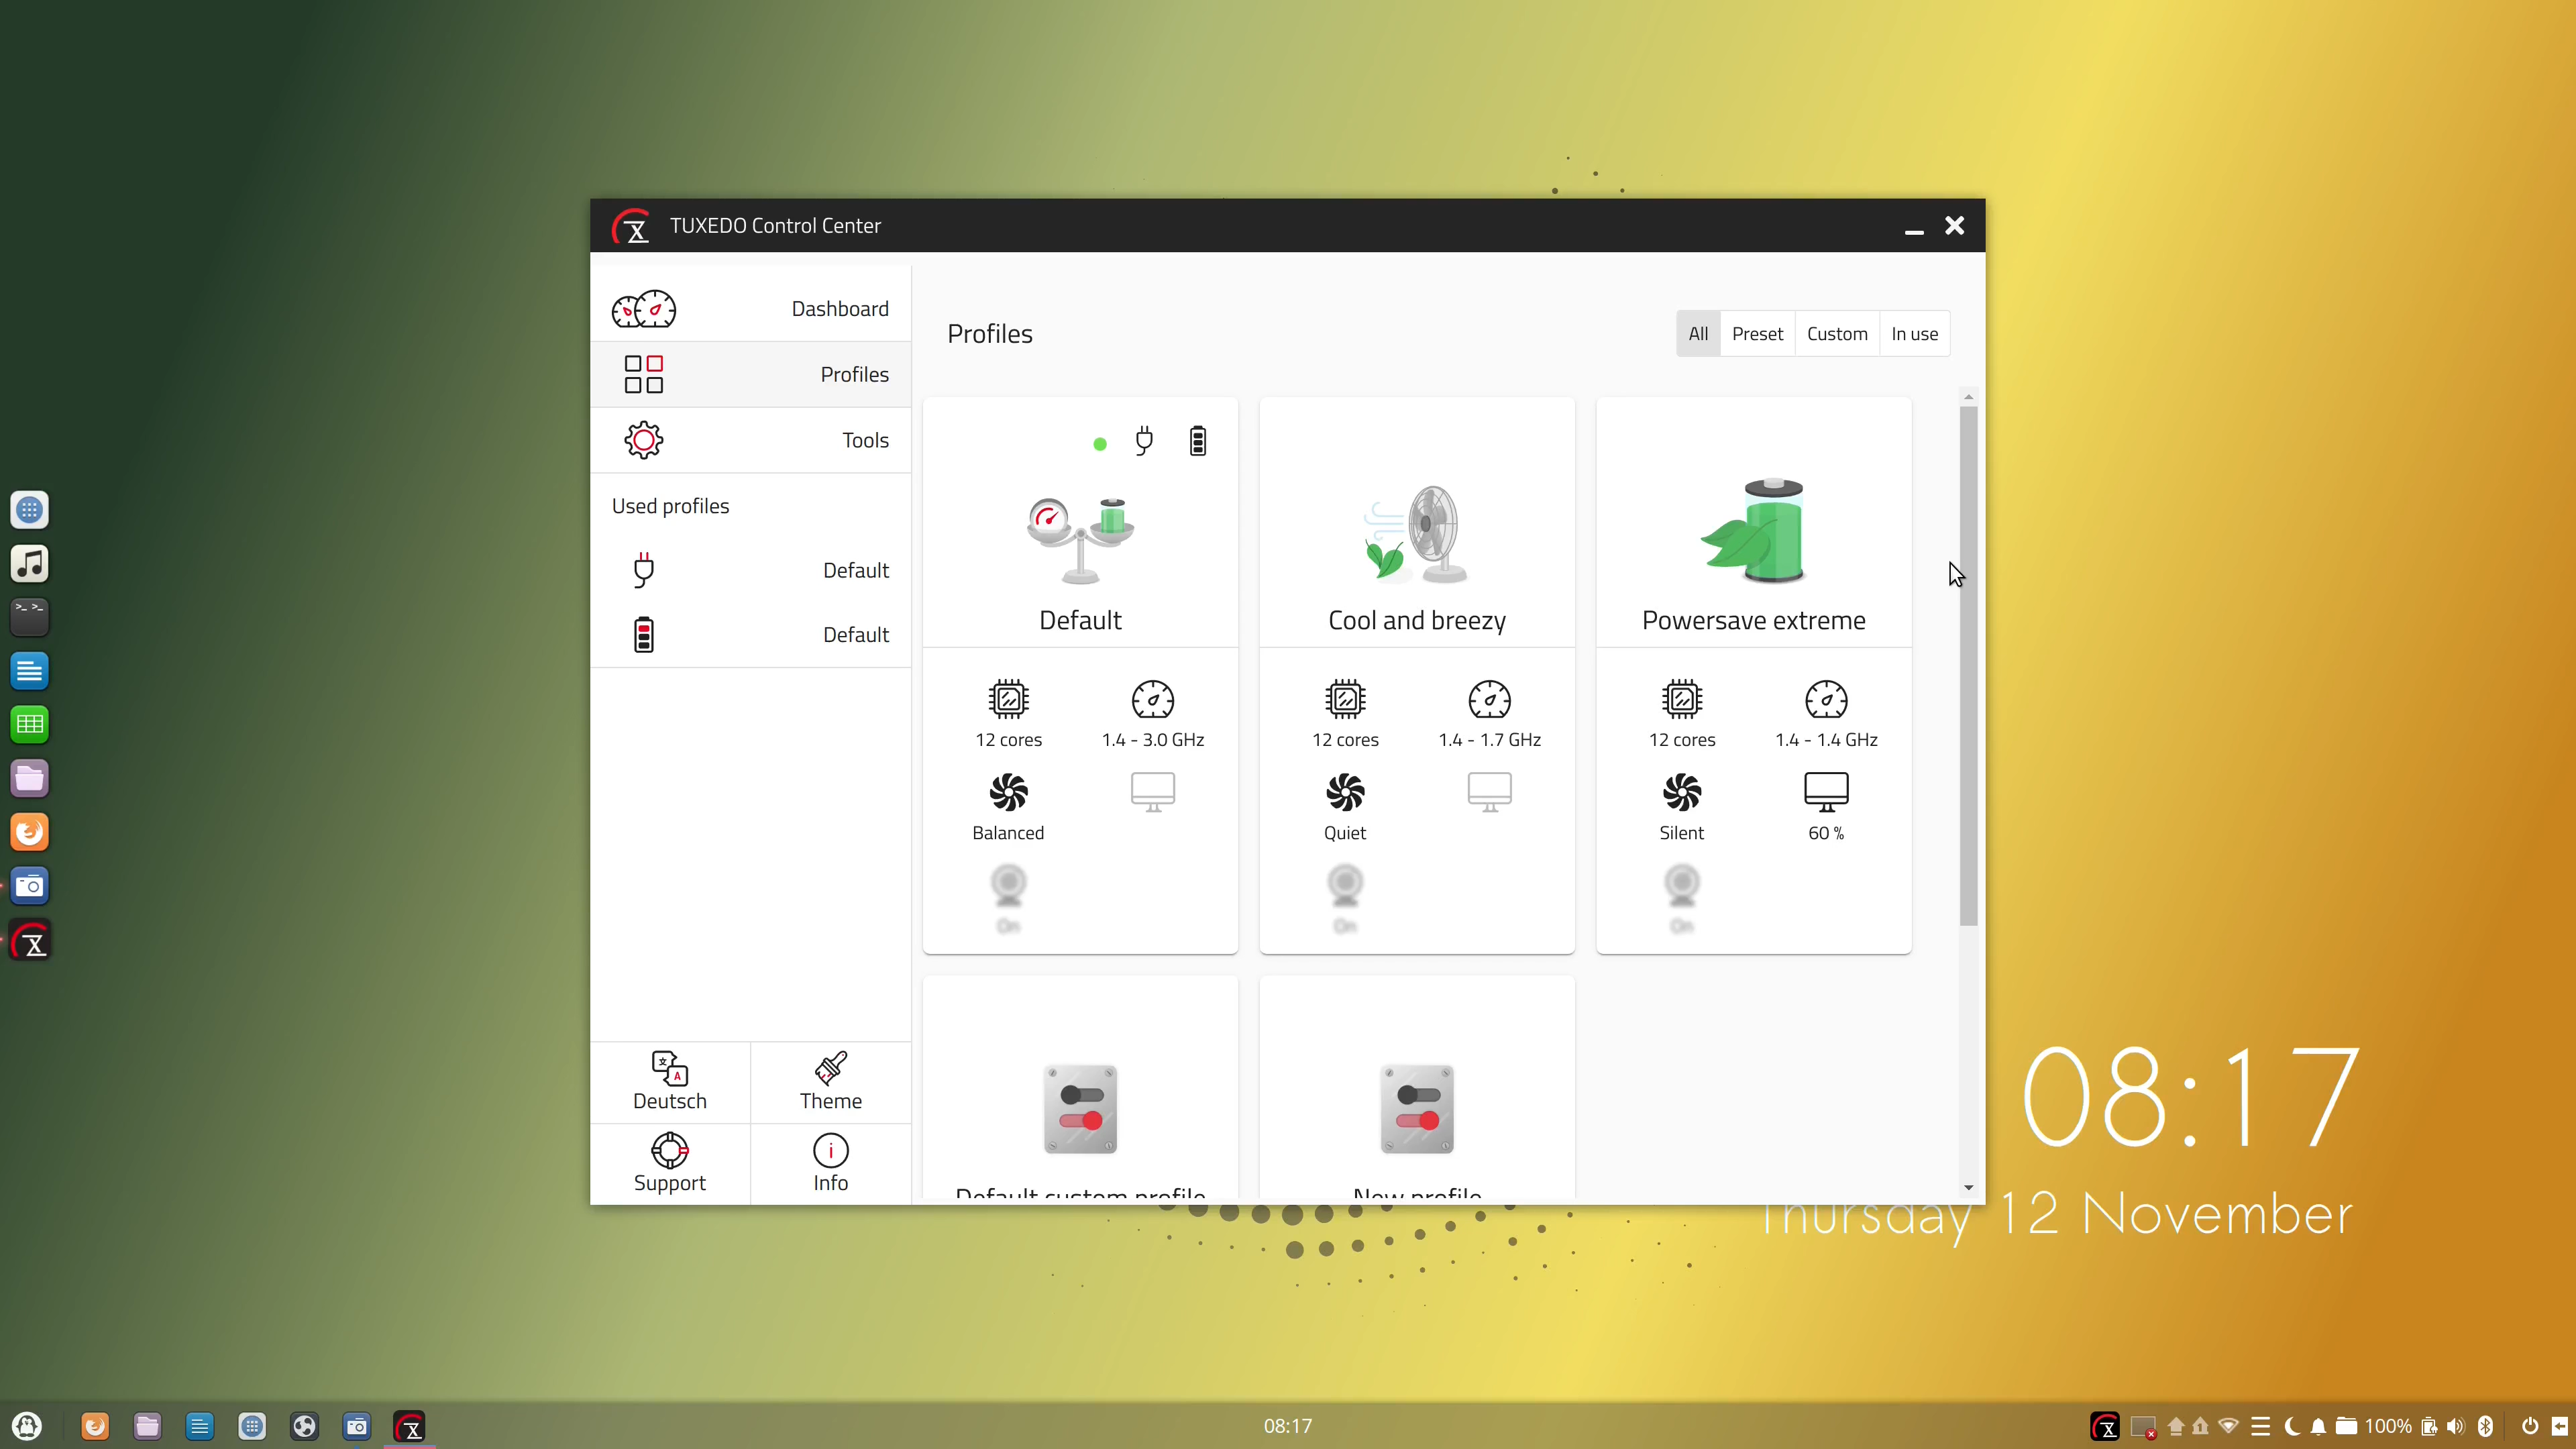 TUXEDO Control Center
Dashboard
Profiles
Tools
Used profiles
Default
Default
Deutsch
Theme
Support
Info
Profiles
All
Preset
Custom
In use
Default
12 cores
1.4 - 3.0 GHz
Balanced
On
Cool and breezy
12 cores
1.4 - 1.7 GHz
Quiet
On
Powersave extreme
12 cores
1.4 - 1.4 GHz
Silent
60 %
On
Default custom profile
New profile
08:17
Thursday 12 November
>_ >_
08:17
100%